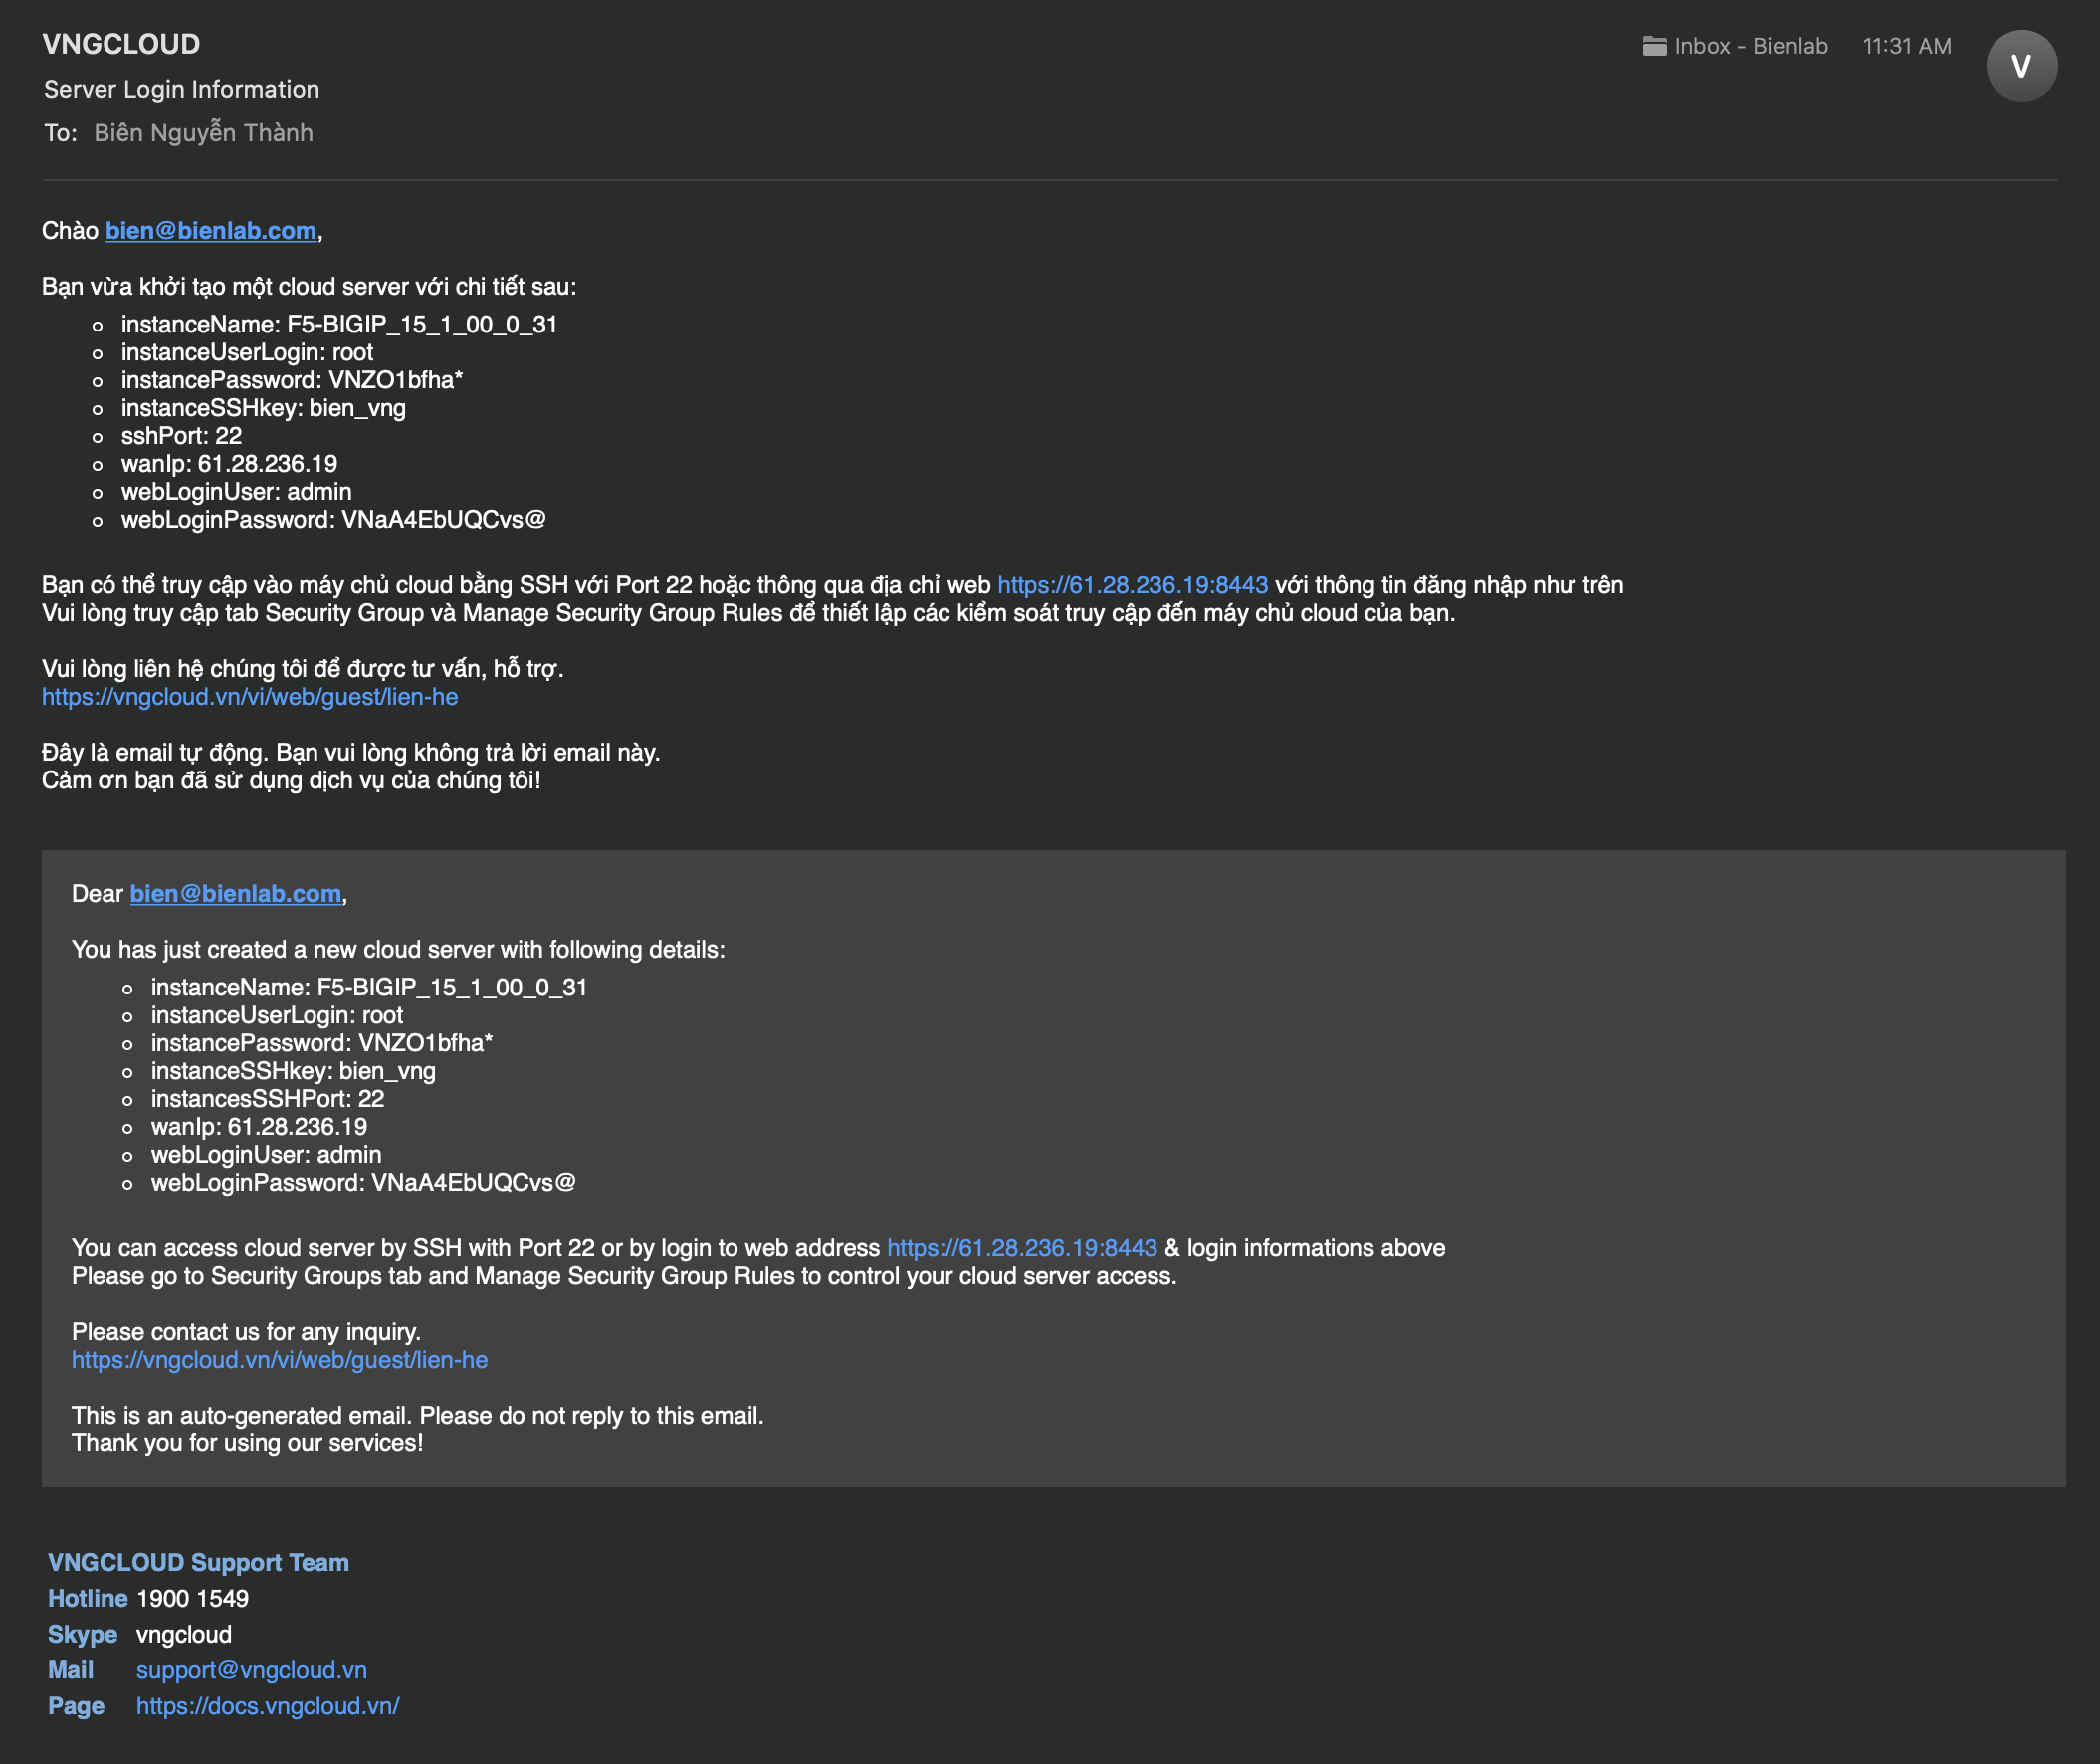 VNGCLOUD
Inbox - Bienlab 11:31 AM
V
Server Login Information
To: Biên Nguyễn Thành
Chào bien@bienlab.com,
Bạn vừa khởi tạo một cloud server với chi tiết sau:
instanceName: F5-BIGIP_15_1_00_0_31
instanceUserLogin: root
instancePassword: VNZO1bfha*
instanceSSHkey: bien_vng
sshPort: 22
wanIp: 61.28.236.19
webLoginUser: admin
webLoginPassword: VNaA4EbUQCvs@
Bạn có thể truy cập vào máy chủ cloud bằng SSH với Port 22 hoặc thông qua địa chỉ web https://61.28.236.19:8443 với thông tin đăng nhập như trên
Vui lòng truy cập tab Security Group và Manage Security Group Rules để thiết lập các kiểm soát truy cập đến máy chủ cloud của bạn.
Vui lòng liên hệ chúng tôi để được tư vấn, hỗ trợ.
https://vngcloud.vn/vi/web/guest/lien-he
Đây là email tự động. Bạn vui lòng không trả lời email này.
Cảm ơn bạn đã sử dụng dịch vụ của chúng tôi!
Dear bien@bienlab.com,
You has just created a new cloud server with following details:
instanceName: F5-BIGIP_15_1_00_0_31
instanceUserLogin: root
instancePassword: VNZO1bfha*
instanceSSHkey: bien_vng
instancesSSHPort: 22
wanIp: 61.28.236.19
webLoginUser: admin
webLoginPassword: VNaA4EbUQCvs@
You can access cloud server by SSH with Port 22 or by login to web address https://61.28.236.19:8443 & login informations above
Please go to Security Groups tab and Manage Security Group Rules to control your cloud server access.
Please contact us for any inquiry.
https://vngcloud.vn/vi/web/guest/lien-he
This is an auto-generated email. Please do not reply to this email.
Thank you for using our services!
VNGCLOUD Support Team
Hotline 1900 1549
Skype vngcloud
Mail support@vngcloud.vn
Page https://docs.vngcloud.vn/